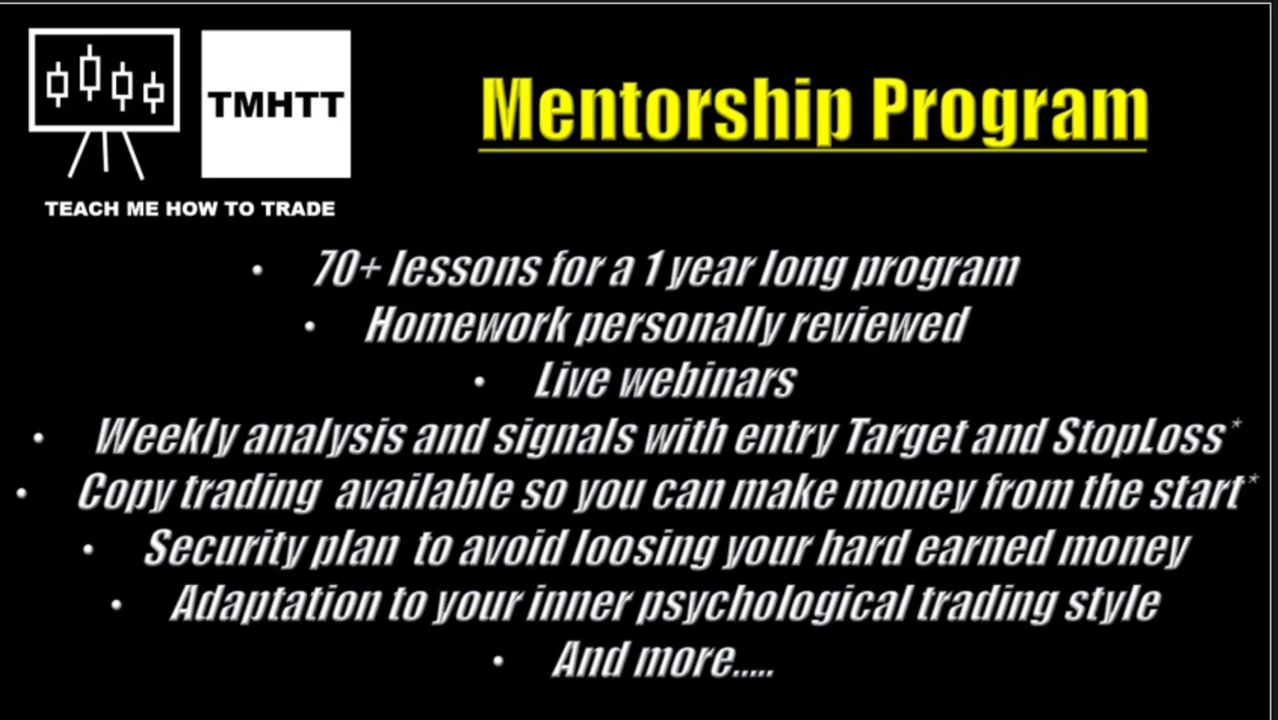 TMHTT
Mentorship Program
TEACH ME HOW TO TRADE
• 70+ lessons for a 1 year long program
• Homework personally reviewed
• Live webinars
• Weekly analysis and signals with entry Target and StopLoss*
• Copy trading available so you can make money from the start*
• Security plan to avoid loosing your hard earned money
• Adaptation to your inner psychological trading style
• And more.....